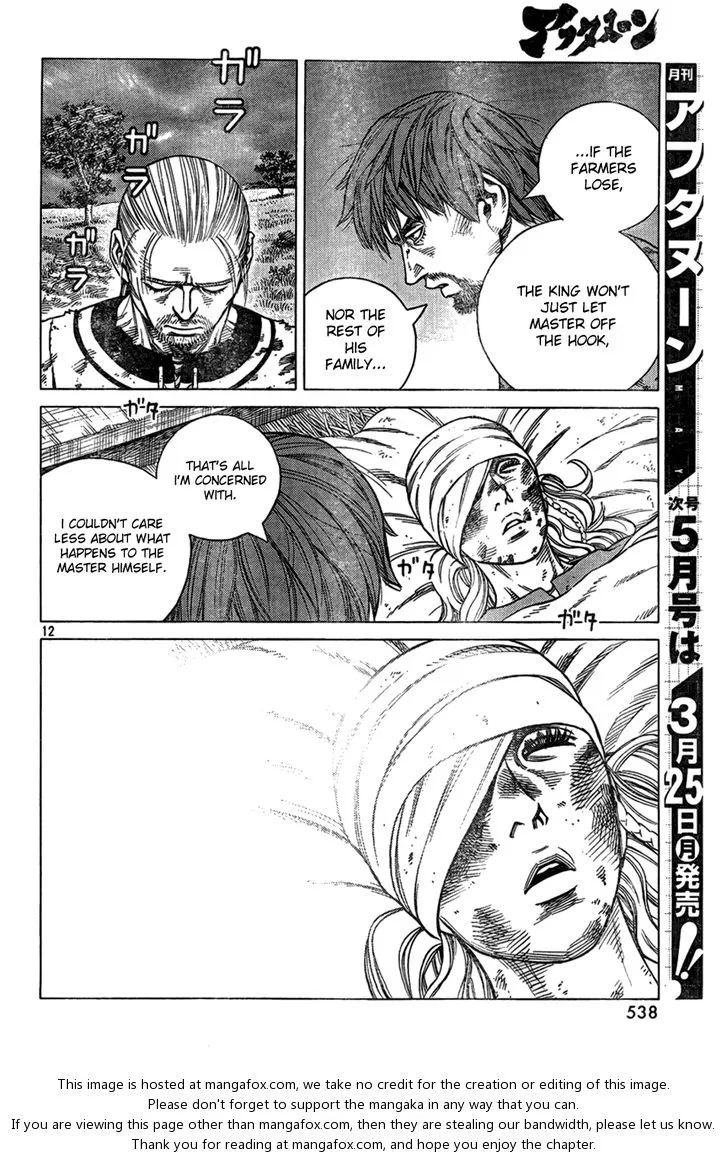 アフタヌーン
...IF THE
FARMERS
LOSE,
THE KING WON'T
JUST LET
MASTER OFF
THE HOOK,
NOR THE
REST OF
HIS
FAMILY...
ガラ
ガラ
ガラ
ガータ
THAT'S ALL
I'M CONCERNED
WITH.
I COULDN'T CARE
LESS ABOUT WHAT
HAPPENS TO THE
MASTER HIMSELF.
ガタ
ガータ
12
538
月刊アフタヌーン
MAY
次号5月号は
3月25日(月)発売!!
This image is hosted at mangafox.com, we take no credit for the creation or editing of this image.
Please don't forget to support the mangaka in any way that you can.
If you are viewing this page other than mangafox.com, then they are stealing our bandwidth, please let us know.
Thank you for reading at mangafox.com, and hope you enjoy the chapter.